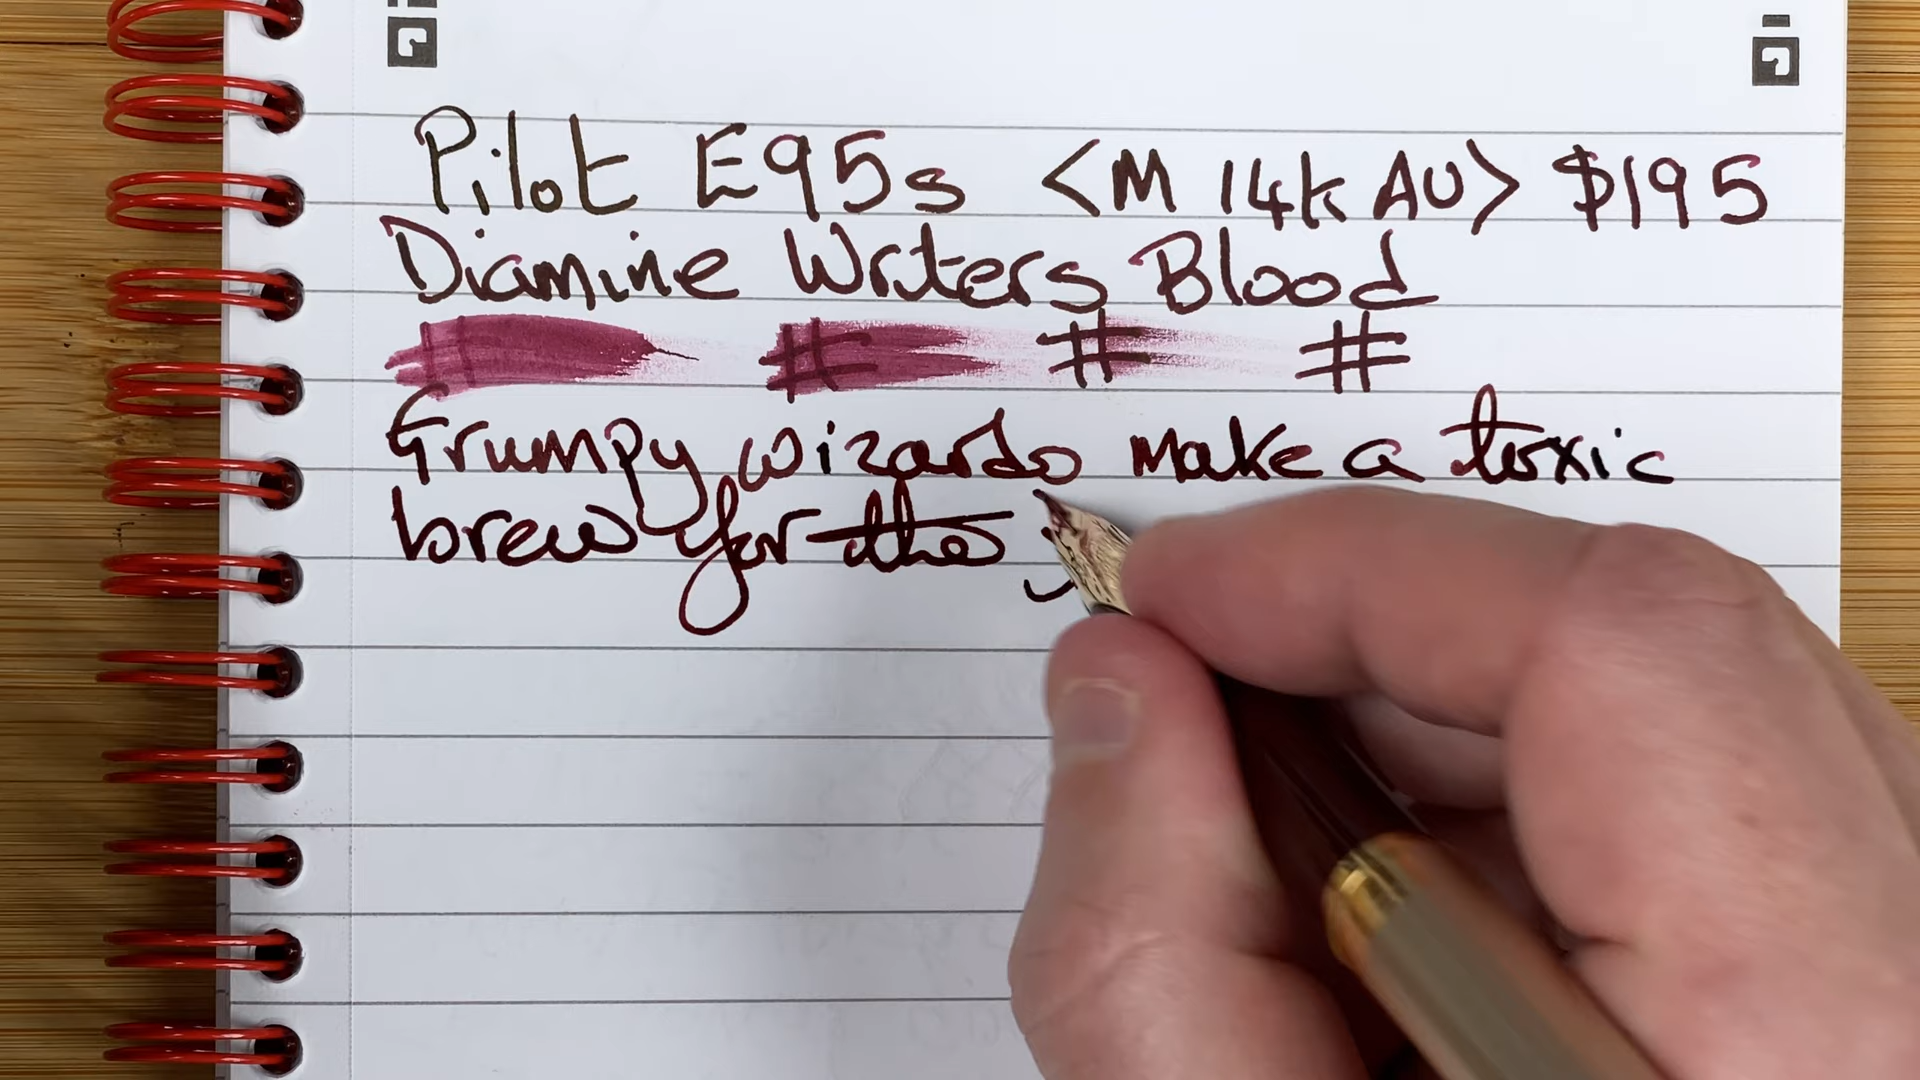 Pilot E95s <M 14k AU> $195
Diamine Writers Blood
# # # #
Grumpy wizards make a toxic
brew for the